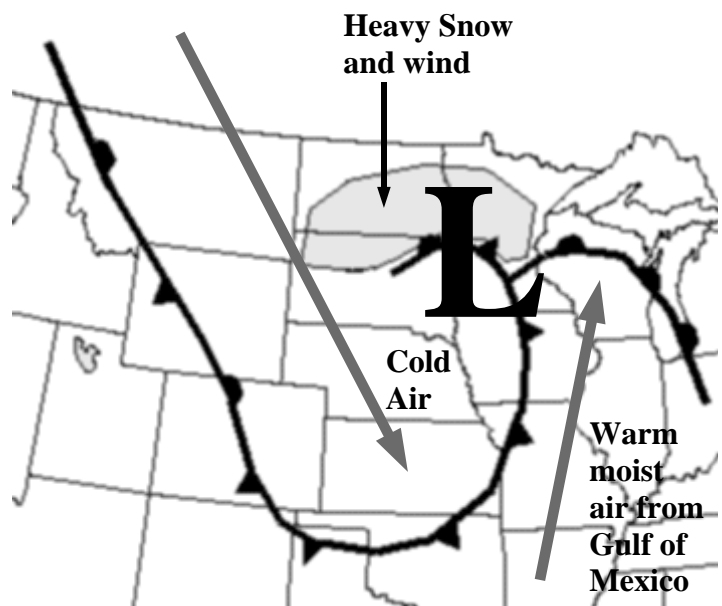 Heavy Snow
and wind
L
Cold
Air
Warm
moist
air from
Gulf of
Mexico